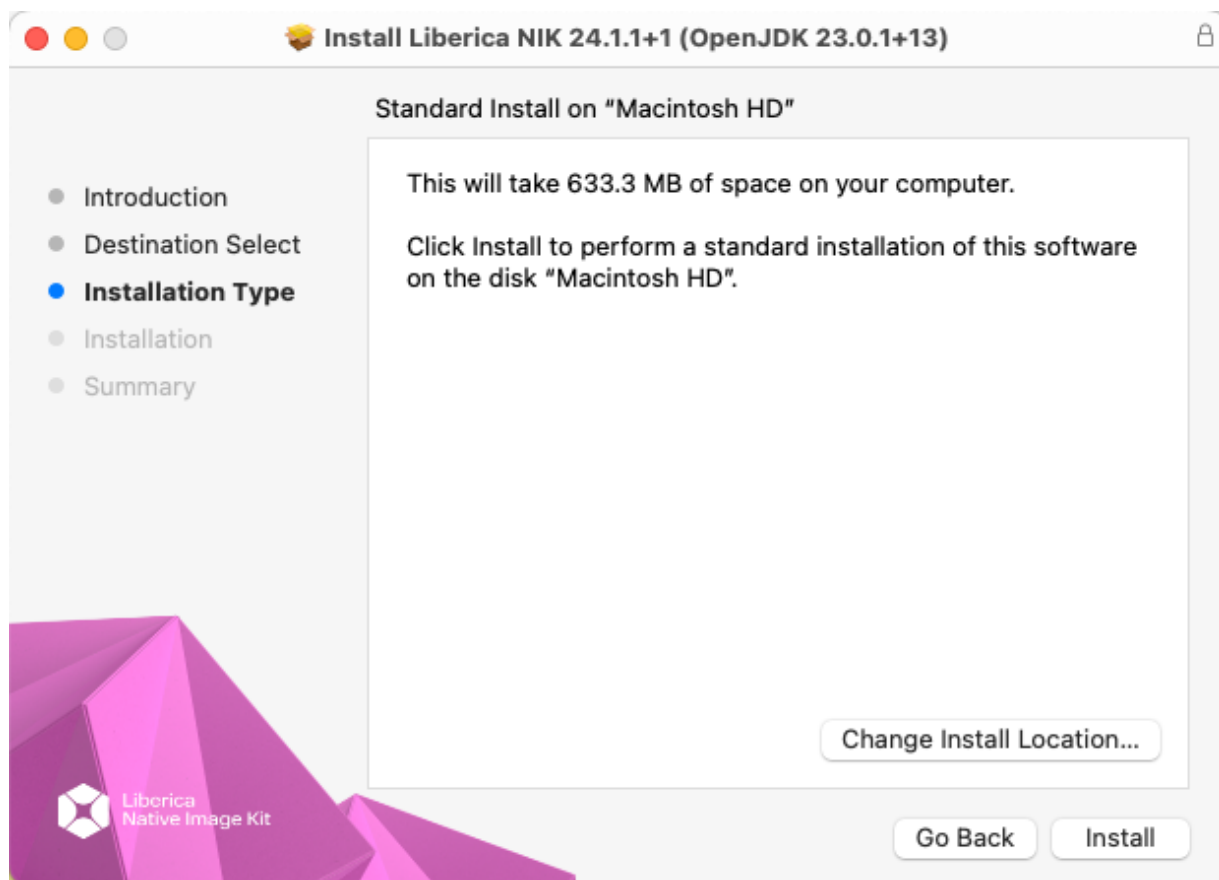 Install Liberica NIK 24.1.1+1 (OpenJDK 23.0.1+13)
Standard Install on “Macintosh HD”
Introduction
Destination Select
Installation Type
Installation
Summary
This will take 633.3 MB of space on your computer.
Click Install to perform a standard installation of this software
on the disk “Macintosh HD”.
Change Install Location...
Liberica
Native Image Kit
Go Back
Install